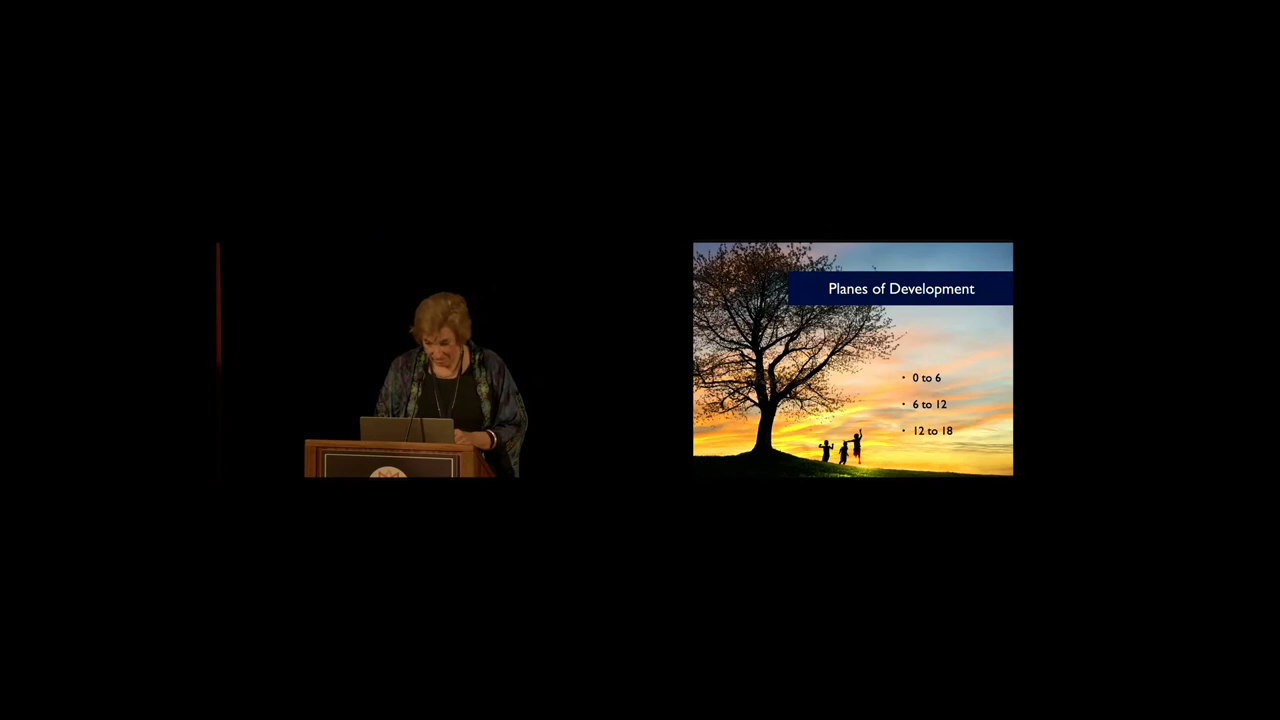 Planes of Development
• 0 to 6
• 6 to 12
• 12 to 18